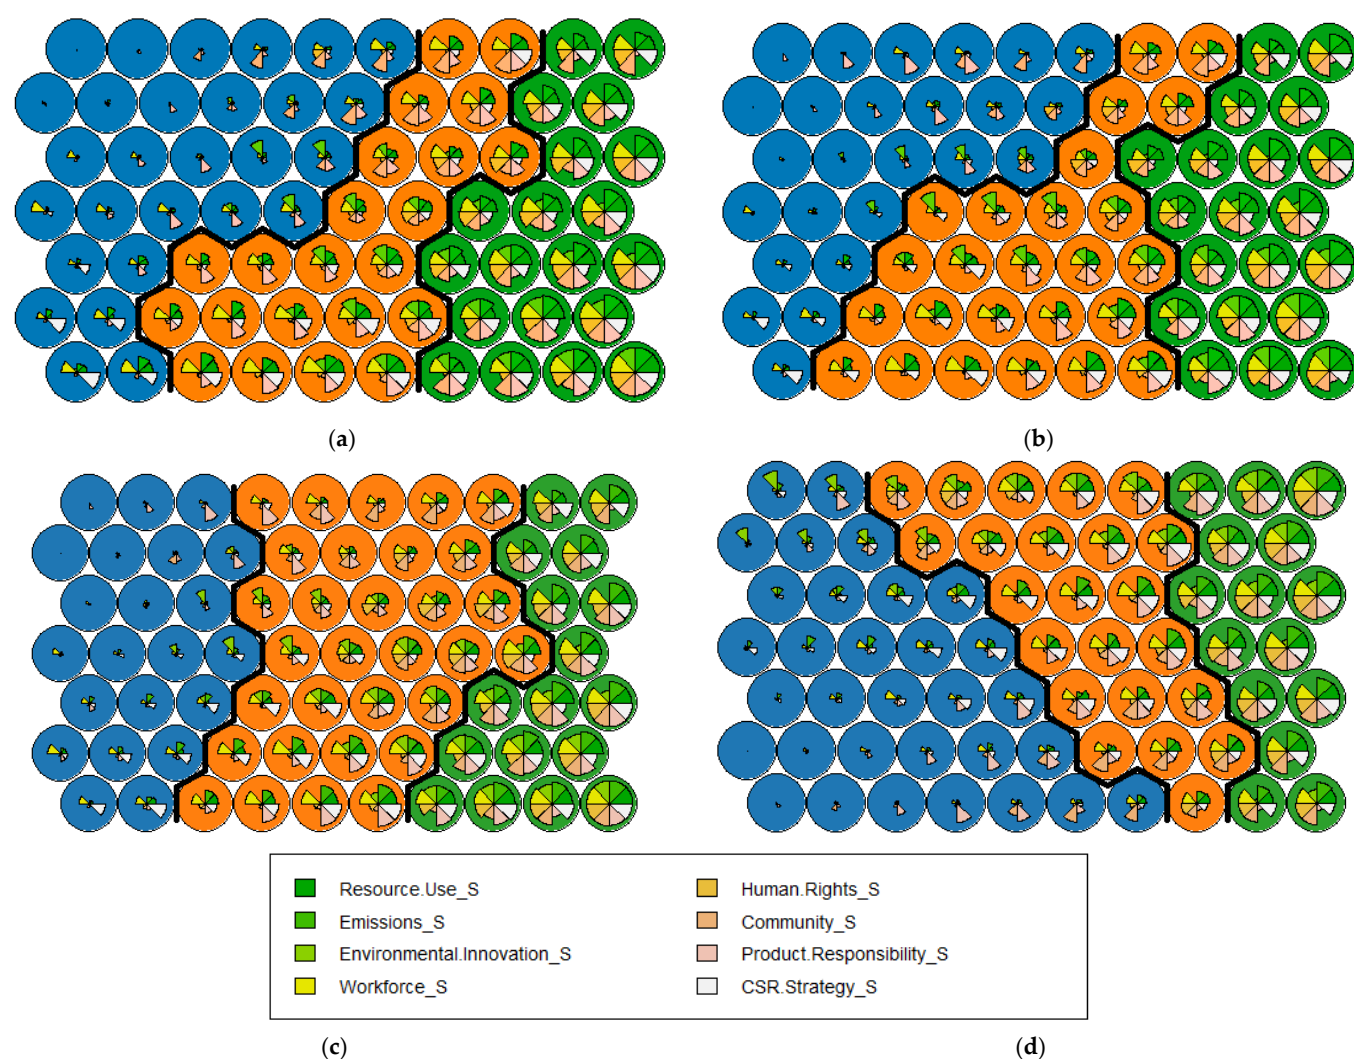 (a)
(b)
Resource.Use_S
Emissions_S
Environmental.Innovation_S
Workforce_S
Human.Rights_S
Community_S
Product.Responsibility_S
CSR.Strategy_S
(c)
(d)